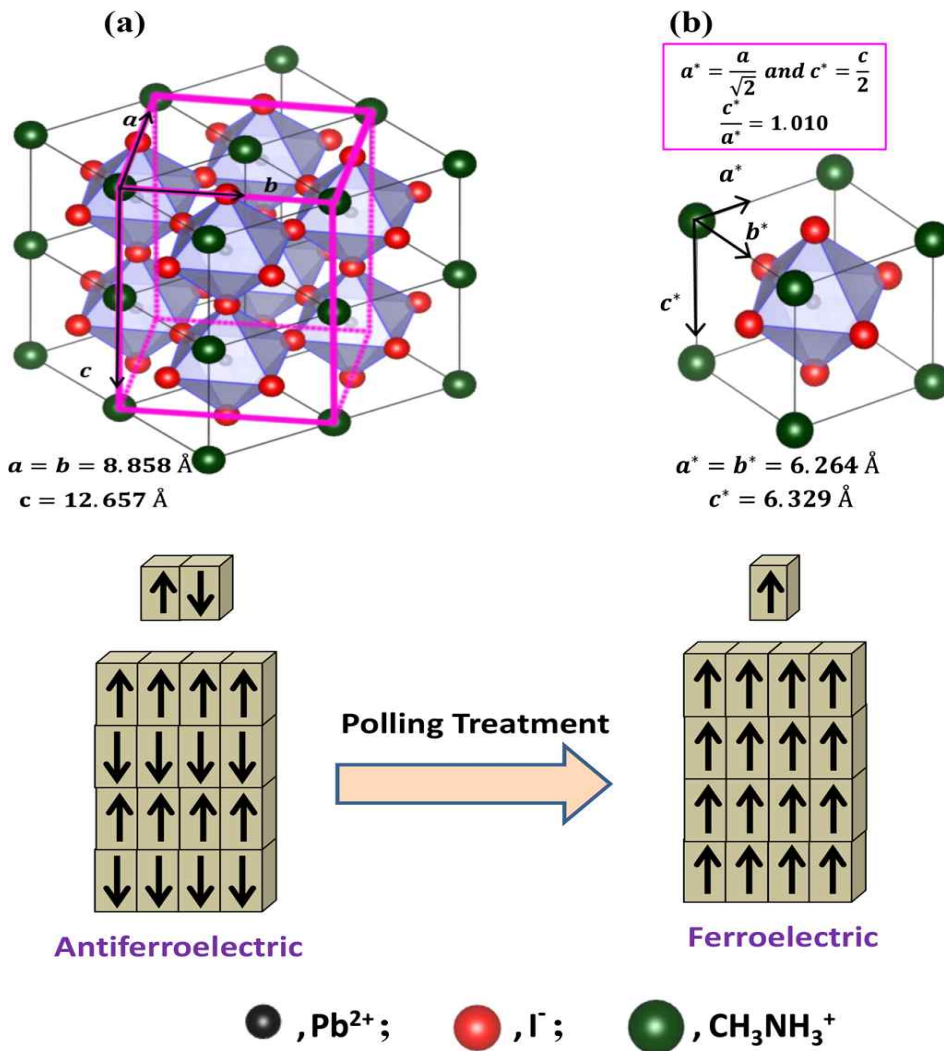 (a)
(b)
a* = a/√2 and c* = c/2
c*/a* = 1.010
a
b
c
a*
b*
c*
a = b = 8.858 Å
c = 12.657 Å
a* = b* = 6.264 Å
c* = 6.329 Å
Polling Treatment
Antiferroelectric
Ferroelectric
, Pb²⁺; , I⁻; , CH₃NH₃⁺